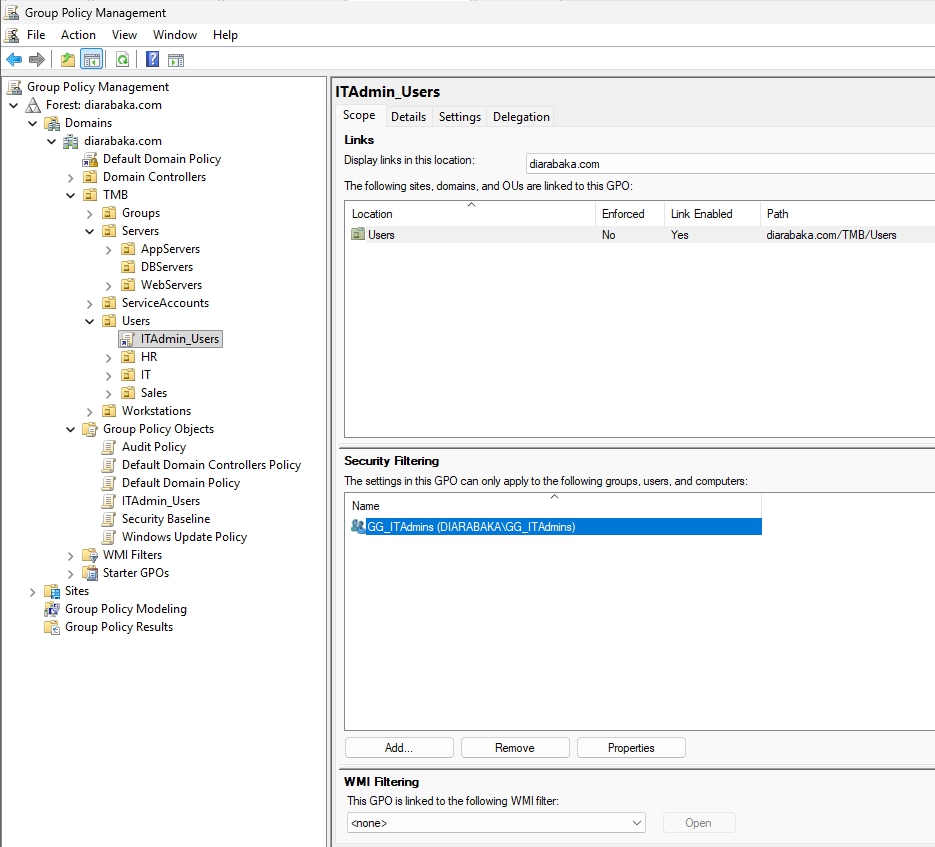 Group Policy Management
File Action View Window Help
Group Policy Management
Forest: diarabaka.com
Domains
diarabaka.com
Default Domain Policy
Domain Controllers
TMB
Groups
Servers
AppServers
DBServers
WebServers
ServiceAccounts
Users
ITAdmin_Users
HR
IT
Sales
Workstations
Group Policy Objects
Audit Policy
Default Domain Controllers Policy
Default Domain Policy
ITAdmin_Users
Security Baseline
Windows Update Policy
WMI Filters
Starter GPOs
Sites
Group Policy Modeling
Group Policy Results
ITAdmin_Users
Scope Details Settings Delegation
Links
Display links in this location: diarabaka.com
The following sites, domains, and OUs are linked to this GPO:
Location Enforced Link Enabled Path
Users No Yes diarabaka.com/TMB/Users
Security Filtering
The settings in this GPO can only apply to the following groups, users, and computers:
Name
GG_ITAdmins (DIARABAKA\GG_ITAdmins)
Add... Remove Properties
WMI Filtering
This GPO is linked to the following WMI filter:
<none> Open